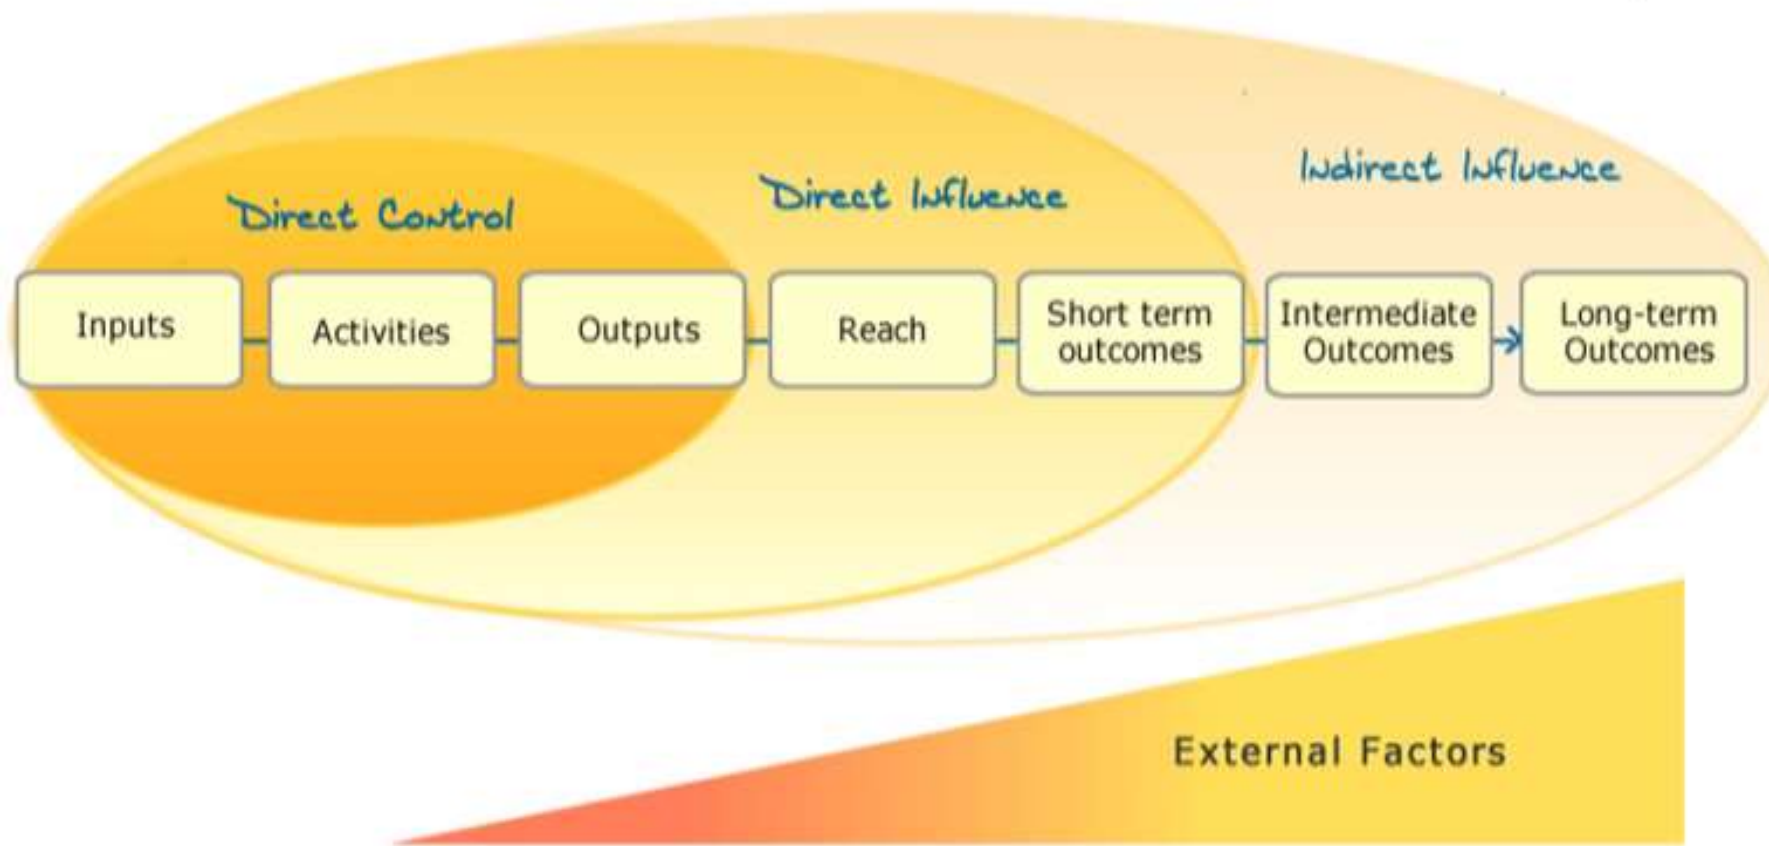 Indirect Influence
Direct Influence
Direct Control
Inputs
Activities
Outputs
Reach
Short term
outcomes
Intermediate
Outcomes
Long-term
Outcomes
External Factors